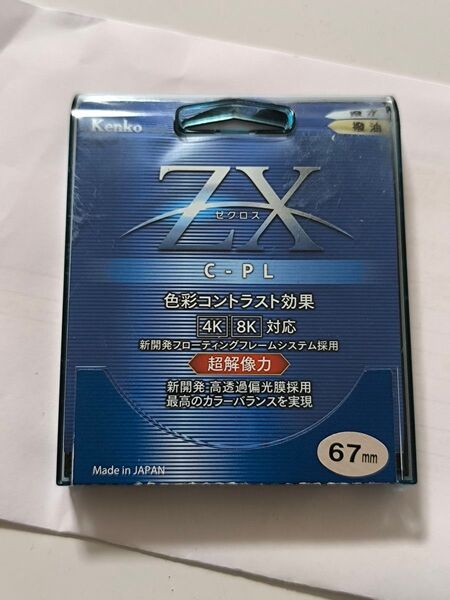 Kenko
撥水
撥油
ZX
ゼクロス
C-PL
色彩コントラスト効果
4K 8K 対応
新開発フローティングフレームシステム採用
超解像力
新開発:高透過偏光膜採用
最高のカラーバランスを実現
67mm
Made in JAPAN